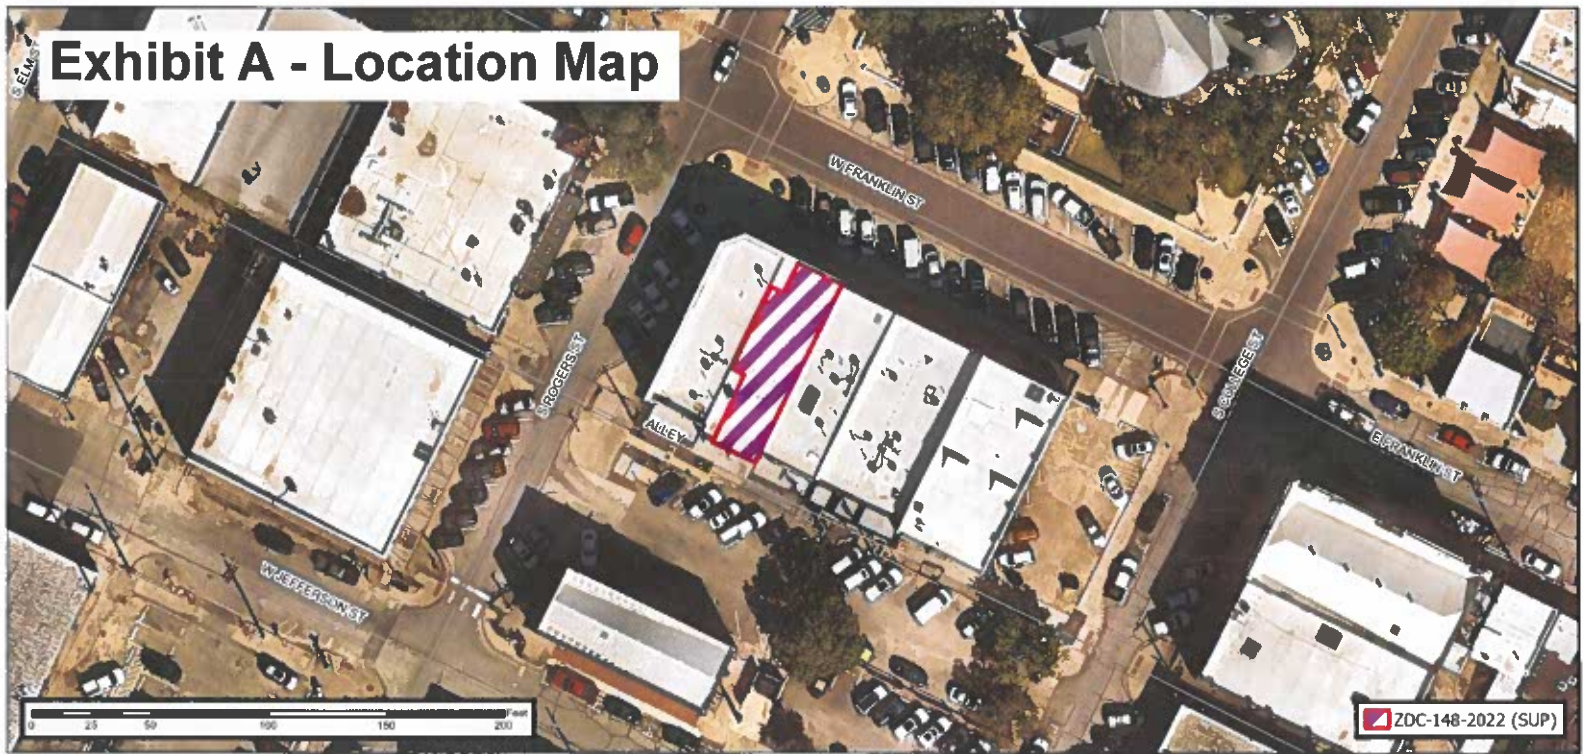 Exhibit A - Location Map
S ELM ST
W FRANKLIN ST
S ROGERS ST
S COLLEGE ST
ALLEY
E FRANKLIN ST
W JEFFERSON ST
Feet
0 25 50 100 150 200
ZDC-148-2022 (SUP)